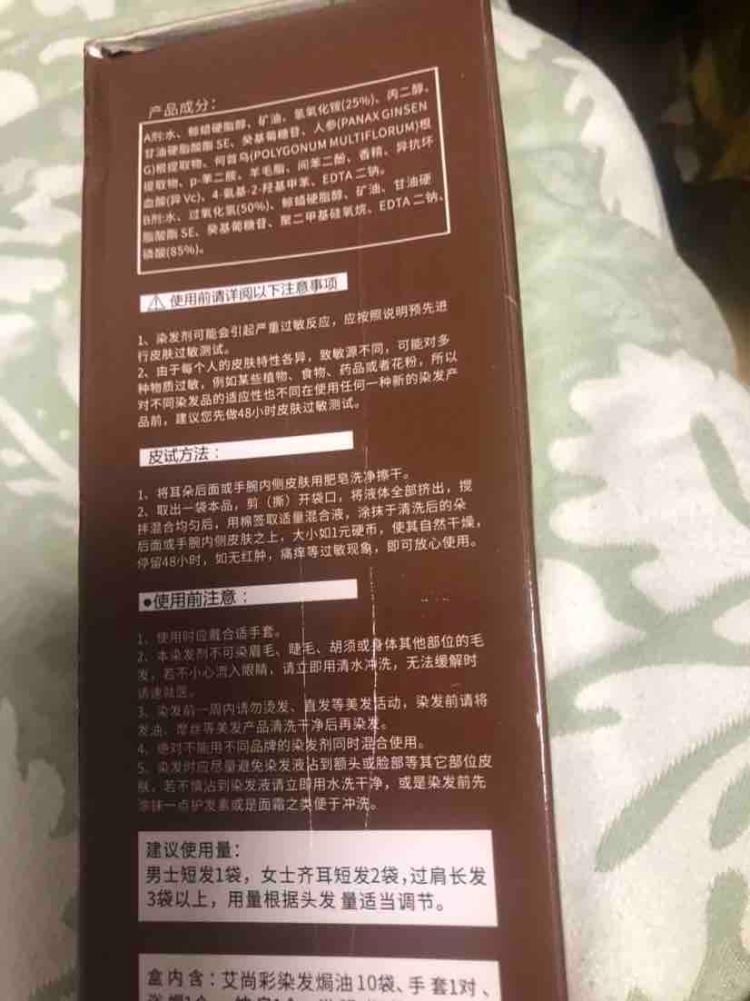 产品成分：
A剂:水、鲸蜡硬脂醇、矿油、氢氧化铵(25%)、丙二醇、
甘油硬脂酸酯 SE、癸基葡糖苷、人参(PANAX GINSEN
G)根提取物、何首乌(POLYGONUM MULTIFLORUM)根
提取物、p-苯二胺、羊毛脂、间苯二酚、香精、异抗坏
血酸(异Vc)、4-氨基-2-羟基甲苯、EDTA 二钠。
B剂:水、过氧化氢(50%)、鲸蜡硬脂醇、矿油、甘油硬
脂酸酯 SE、癸基葡糖苷、聚二甲基硅氧烷、EDTA 二钠、
磷酸(85%)。
使用前请详阅以下注意事项
1、染发剂可能会引起严重过敏反应，应按照说明预先进
行皮肤过敏测试。
2、由于每个人的皮肤特性各异，致敏源不同，可能对多
种物质过敏，例如某些植物、食物、药品或者花粉，所以
对不同染发品的适应性也不同在使用任何一种新的染发产
品前，建议您先做48小时皮肤过敏测试。
皮试方法：
1、将耳朵后面或手腕内侧皮肤用肥皂洗净擦干。
2、取出一袋本品，剪（撕）开袋口，将液体全部挤出，搅
拌混合均匀后，用棉签取适量混合液，涂抹于清洗后的朵
后面或手腕内侧皮肤之上，大小如1元硬币，使其自然干燥，
停留48小时，如无红肿，痛痒等过敏现象，即可放心使用。
●使用前注意：
1、使用时应戴合适手套。
2、本染发剂不可染眉毛、睫毛、胡须或身体其他部位的毛
发，若不小心流入眼睛，请立即用清水冲洗，无法缓解时
请速就医。
3、染发前一周内请勿烫发、直发等美发活动，染发前请将
发油、摩丝等美发产品清洗干净后再染发。
4、绝对不能用不同品牌的染发剂同时混合使用。
5、染发时应尽量避免染发液沾到额头或脸部等其它部位皮
肤，若不慎沾到染发液请立即用水洗干净，或是染发前先
涂抹一点护发素或是面霜之类便于冲洗。
建议使用量：
男士短发1袋，女士齐耳短发2袋，过肩长发
3袋以上，用量根据头发 量适当调节。
盒内含：艾尚彩染发焗油 10袋、手 套1对、